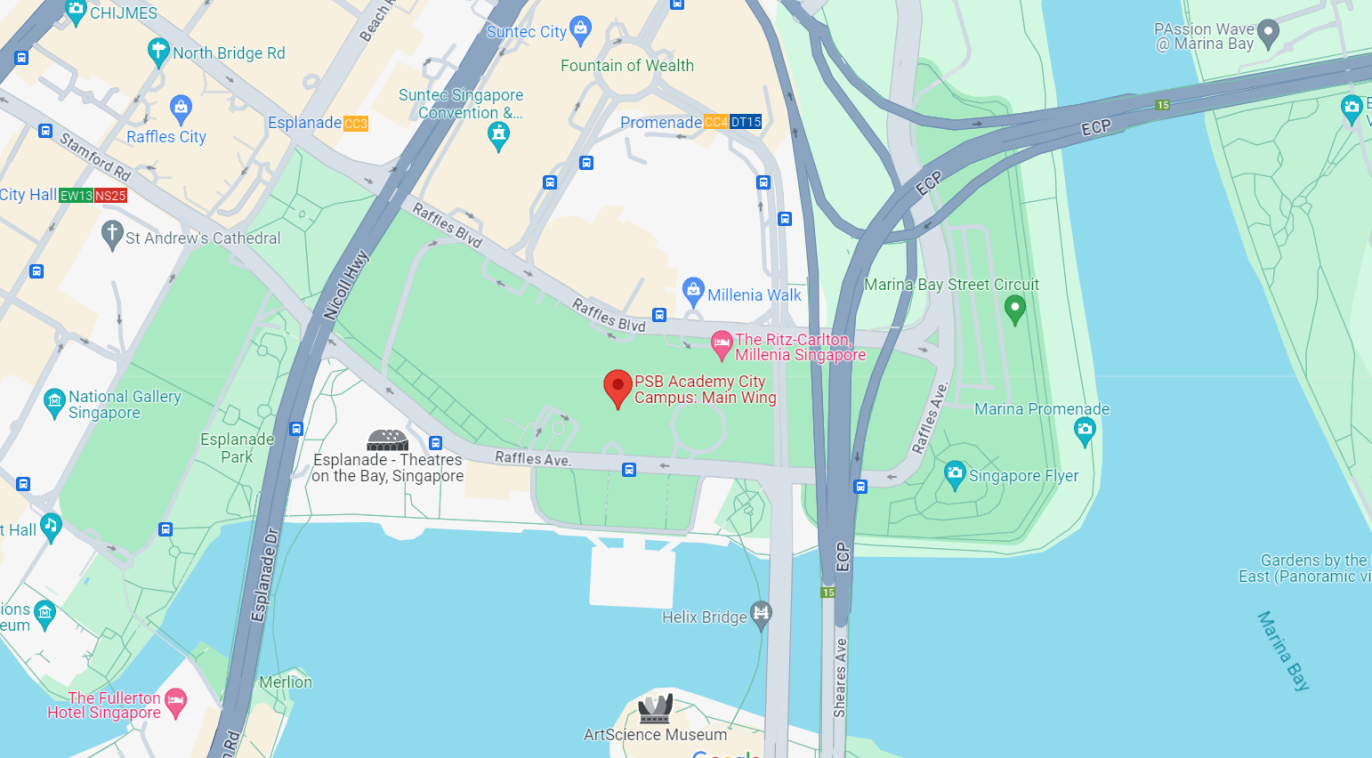 CHIJMES
Beach R
Suntec City
PAssion Wave
@ Marina Bay
North Bridge Rd
Fountain of Wealth
Suntec Singapore
Convention &...
Raffles City
Esplanade CC3
Promenade CC4 DT15
15
ECP
Stamford Rd
City Hall EW13 NS25
ECP
Raffles Blvd
St Andrew's Cathedral
Nicoll Hwy
Marina Bay Street Circuit
Millenia Walk
Raffles Blvd
The Ritz-Carlton,
Millenia Singapore
PSB Academy City
Campus: Main Wing
National Gallery
Singapore
Raffles Ave.
Marina Promenade
Esplanade
Park
Esplanade - Theatres
on the Bay, Singapore
Raffles Ave.
Singapore Flyer
t Hall
ECP
Esplanade Dr
Gardens by the
East (Panoramic vi
15
ions
eum
Helix Bridge
Marina Bay
Sheares Ave
Merlion
The Fullerton
Hotel Singapore
ArtScience Museum
n Rd
Google